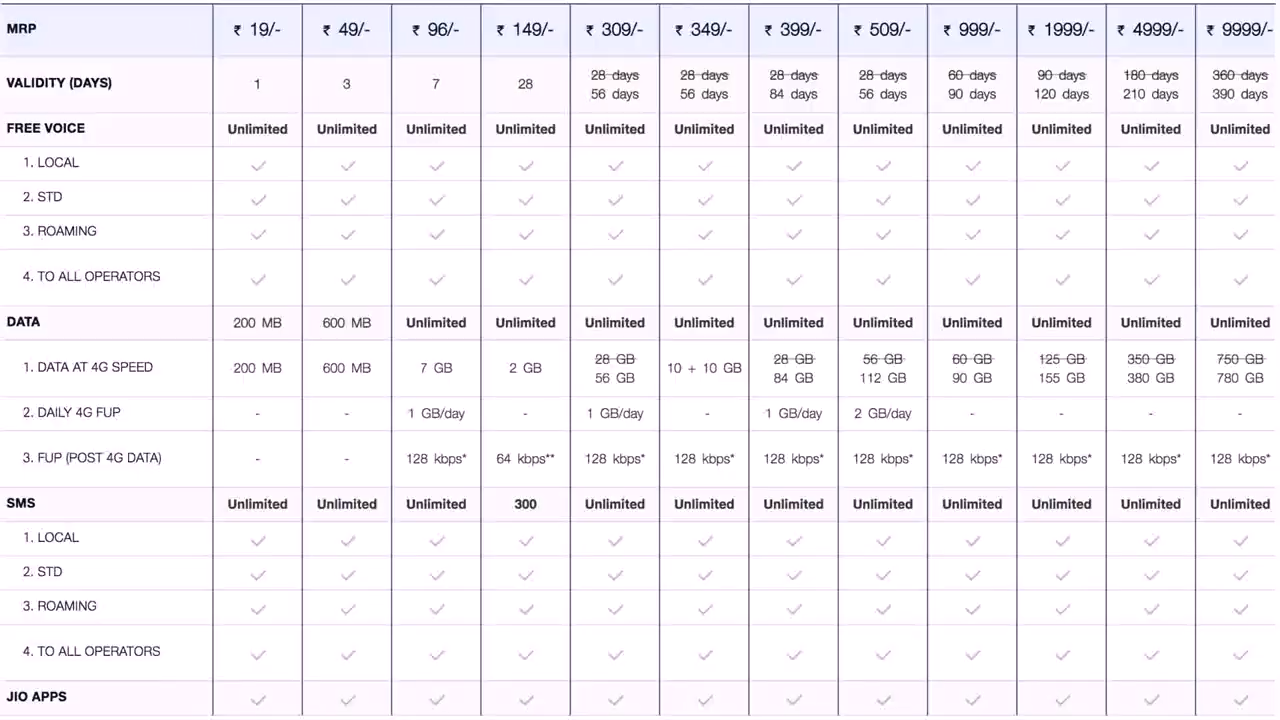 MRP ₹ 19/- ₹ 49/- ₹ 96/- ₹ 149/- ₹ 309/- ₹ 349/- ₹ 399/- ₹ 509/- ₹ 999/- ₹ 1999/- ₹ 4999/- ₹ 9999/-
28 days 28 days 28 days 28 days 60 days 90 days 180 days 360 days
VALIDITY (DAYS) 1 3 7 28
56 days 56 days 84 days 56 days 90 days 120 days 210 days 390 days
FREE VOICE Unlimited Unlimited Unlimited Unlimited Unlimited Unlimited Unlimited Unlimited Unlimited Unlimited Unlimited Unlimited
1. LOCAL
2. STD
3. ROAMING
4. TO ALL OPERATORS
DATA 200 MB 600 MB Unlimited Unlimited Unlimited Unlimited Unlimited Unlimited Unlimited Unlimited Unlimited Unlimited
28 GB 28 GB 56 GB 60 GB 125 GB 350 GB 750 GB
1. DATA AT 4G SPEED 200 MB 600 MB 7 GB 2 GB 10 + 10 GB
56 GB 84 GB 112 GB 90 GB 155 GB 380 GB 780 GB
2. DAILY 4G FUP - - 1 GB/day - 1 GB/day - 1 GB/day 2 GB/day - - - -
3. FUP (POST 4G DATA) - - 128 kbps* 64 kbps** 128 kbps* 128 kbps* 128 kbps* 128 kbps* 128 kbps* 128 kbps* 128 kbps* 128 kbps*
SMS Unlimited Unlimited Unlimited 300 Unlimited Unlimited Unlimited Unlimited Unlimited Unlimited Unlimited Unlimited
1. LOCAL
2. STD
3. ROAMING
4. TO ALL OPERATORS
JIO APPS